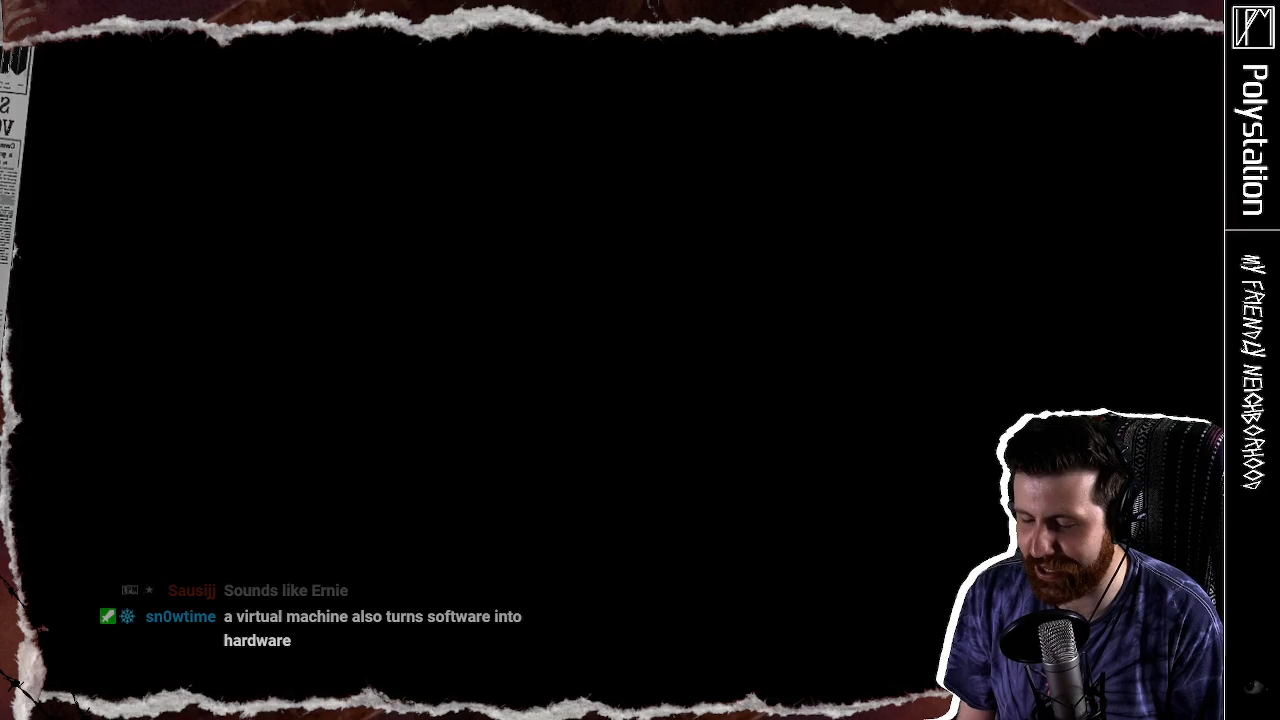 Polystation
MY FRIENDLY NEIGHBORHOOD
Sausijj Sounds like Ernie
sn0wtime a virtual machine also turns software into
hardware